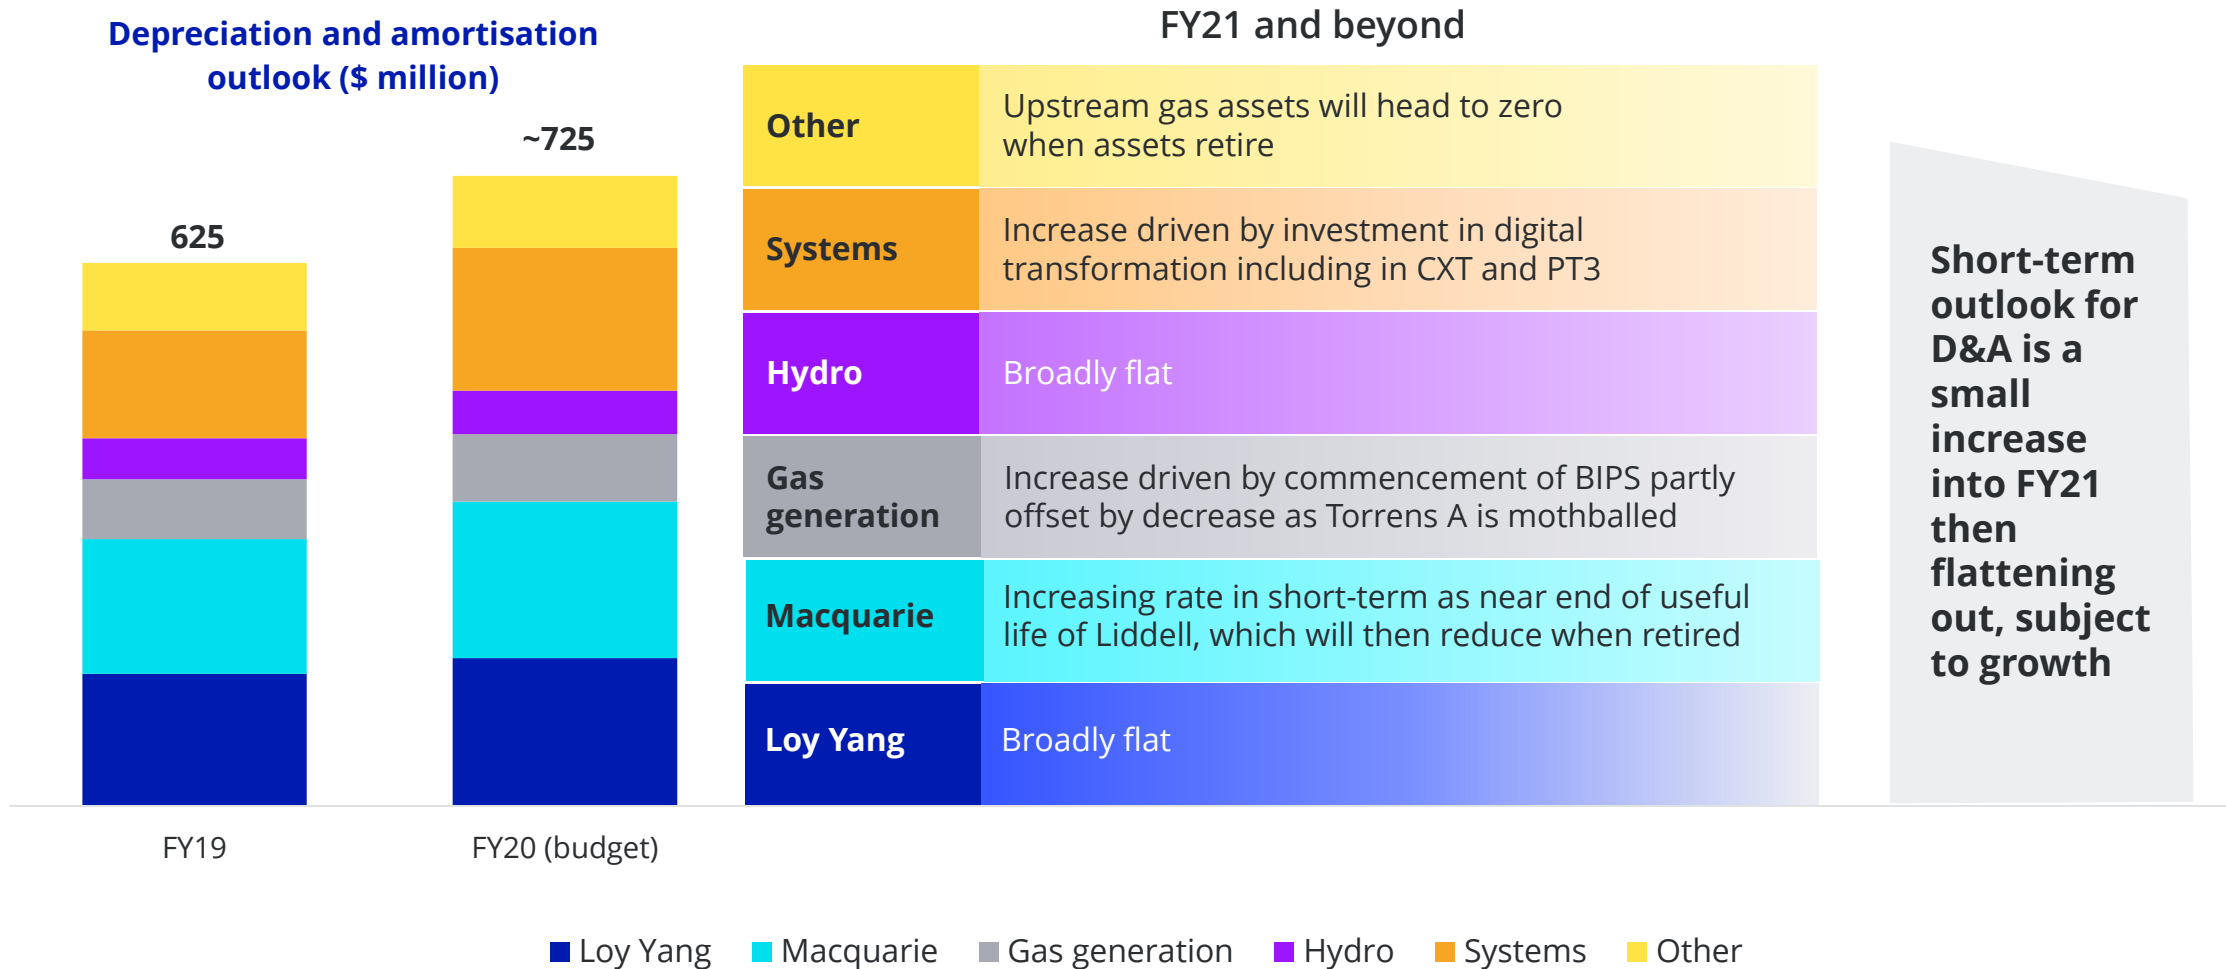 Depreciation and amortisation
outlook ($ million)
625
~725
FY19
FY20 (budget)
FY21 and beyond
Other
Upstream gas assets will head to zero
when assets retire
Systems
Increase driven by investment in digital
transformation including in CXT and PT3
Hydro
Broadly flat
Gas
generation
Increase driven by commencement of BIPS partly
offset by decrease as Torrens A is mothballed
Macquarie
Increasing rate in short-term as near end of useful
life of Liddell, which will then reduce when retired
Loy Yang
Broadly flat
Short-term
outlook for
D&A is a
small
increase
into FY21
then
flattening
out, subject
to growth
Loy Yang
Macquarie
Gas generation
Hydro
Systems
Other